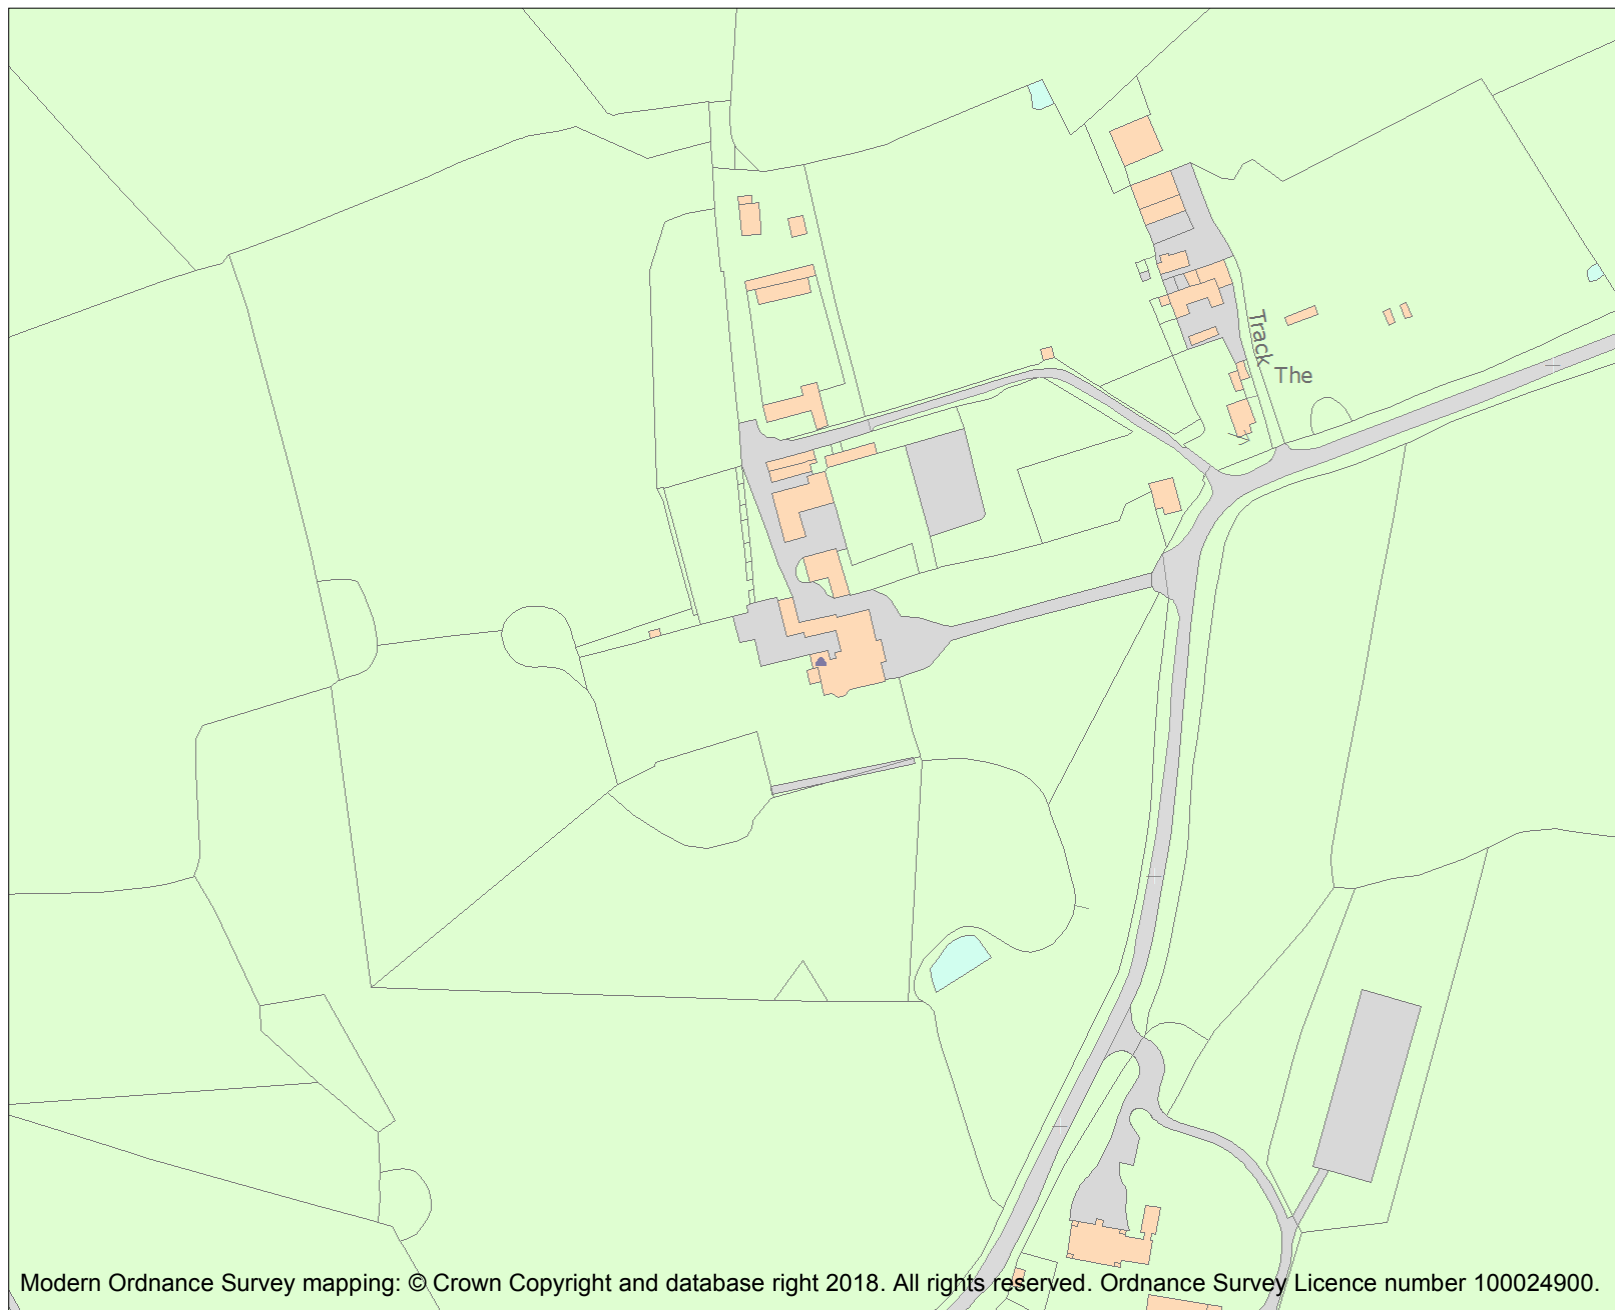 Track
The
Modern Ordnance Survey mapping: © Crown Copyright and database right 2018. All rights reserved. Ordnance Survey Licence number 100024900.